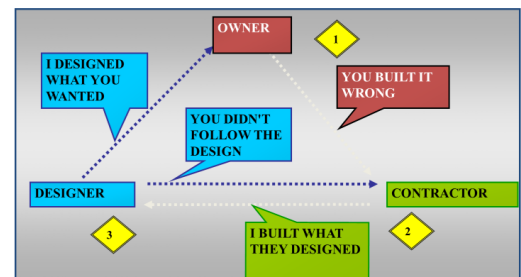 OWNER
1
I DESIGNED
WHAT YOU
WANTED
YOU BUILT IT
WRONG
YOU DIDN'T
FOLLOW THE
DESIGN
DESIGNER
CONTRACTOR
3
I BUILT WHAT
THEY DESIGNED
2